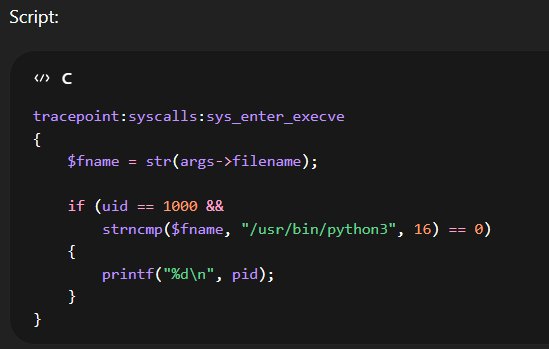 Script:
</> C
tracepoint:syscalls:sys_enter_execve
{
    $fname = str(args->filename);

    if (uid == 1000 &&
        strncmp($fname, "/usr/bin/python3", 16) == 0)
    {
        printf("%d\n", pid);
    }
}